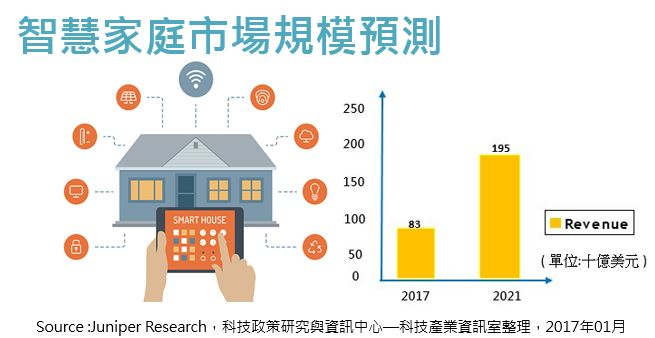 智慧家庭市場規模預測
SMART HOUSE
250
200
150
100
50
0
83
195
2017
2021
Revenue
(單位:十億美元)
Source :Juniper Research，科技政策研究與資訊中心—科技產業資訊室整理，2017年01月